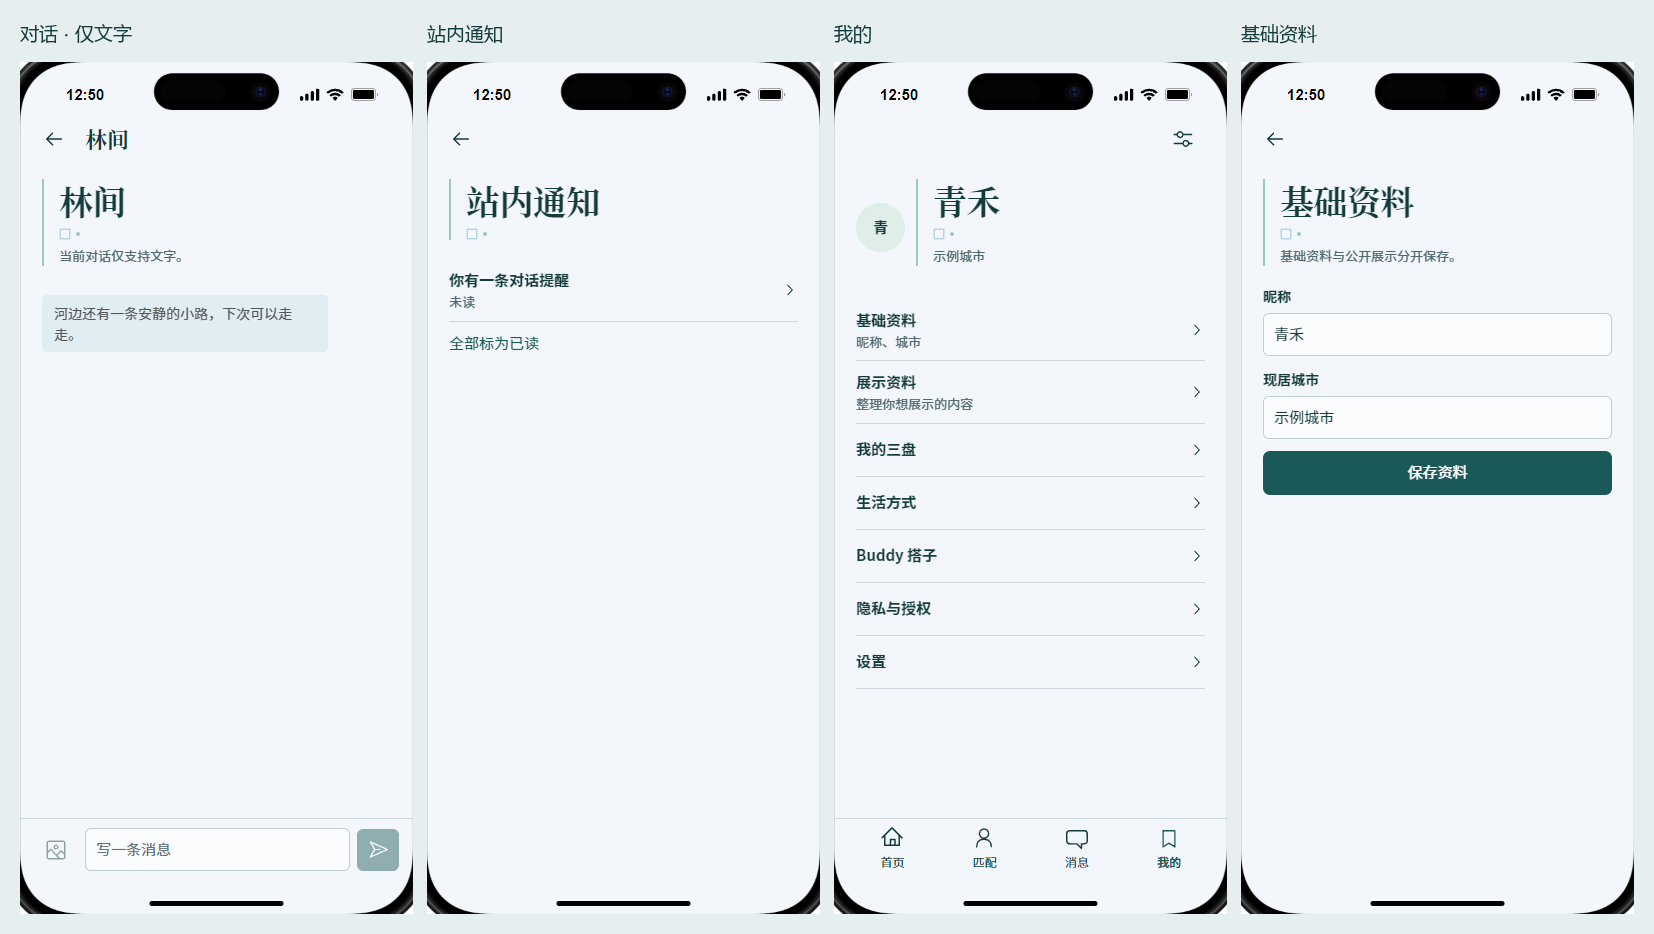 对话 · 仅文字
12:50
林间
林间
当前对话仅支持文字。
河边还有一条安静的小路，下次可以走
走。
写一条消息
站内通知
12:50
站内通知
你有一条对话提醒
未读
全部标为已读
我的
12:50
青
青禾
示例城市
基础资料
昵称、城市
展示资料
整理你想展示的内容
我的三盘
生活方式
Buddy 搭子
隐私与授权
设置
首页
匹配
消息
我的
基础资料
12:50
基础资料
基础资料与公开展示分开保存。
昵称
青禾
现居城市
示例城市
保存资料